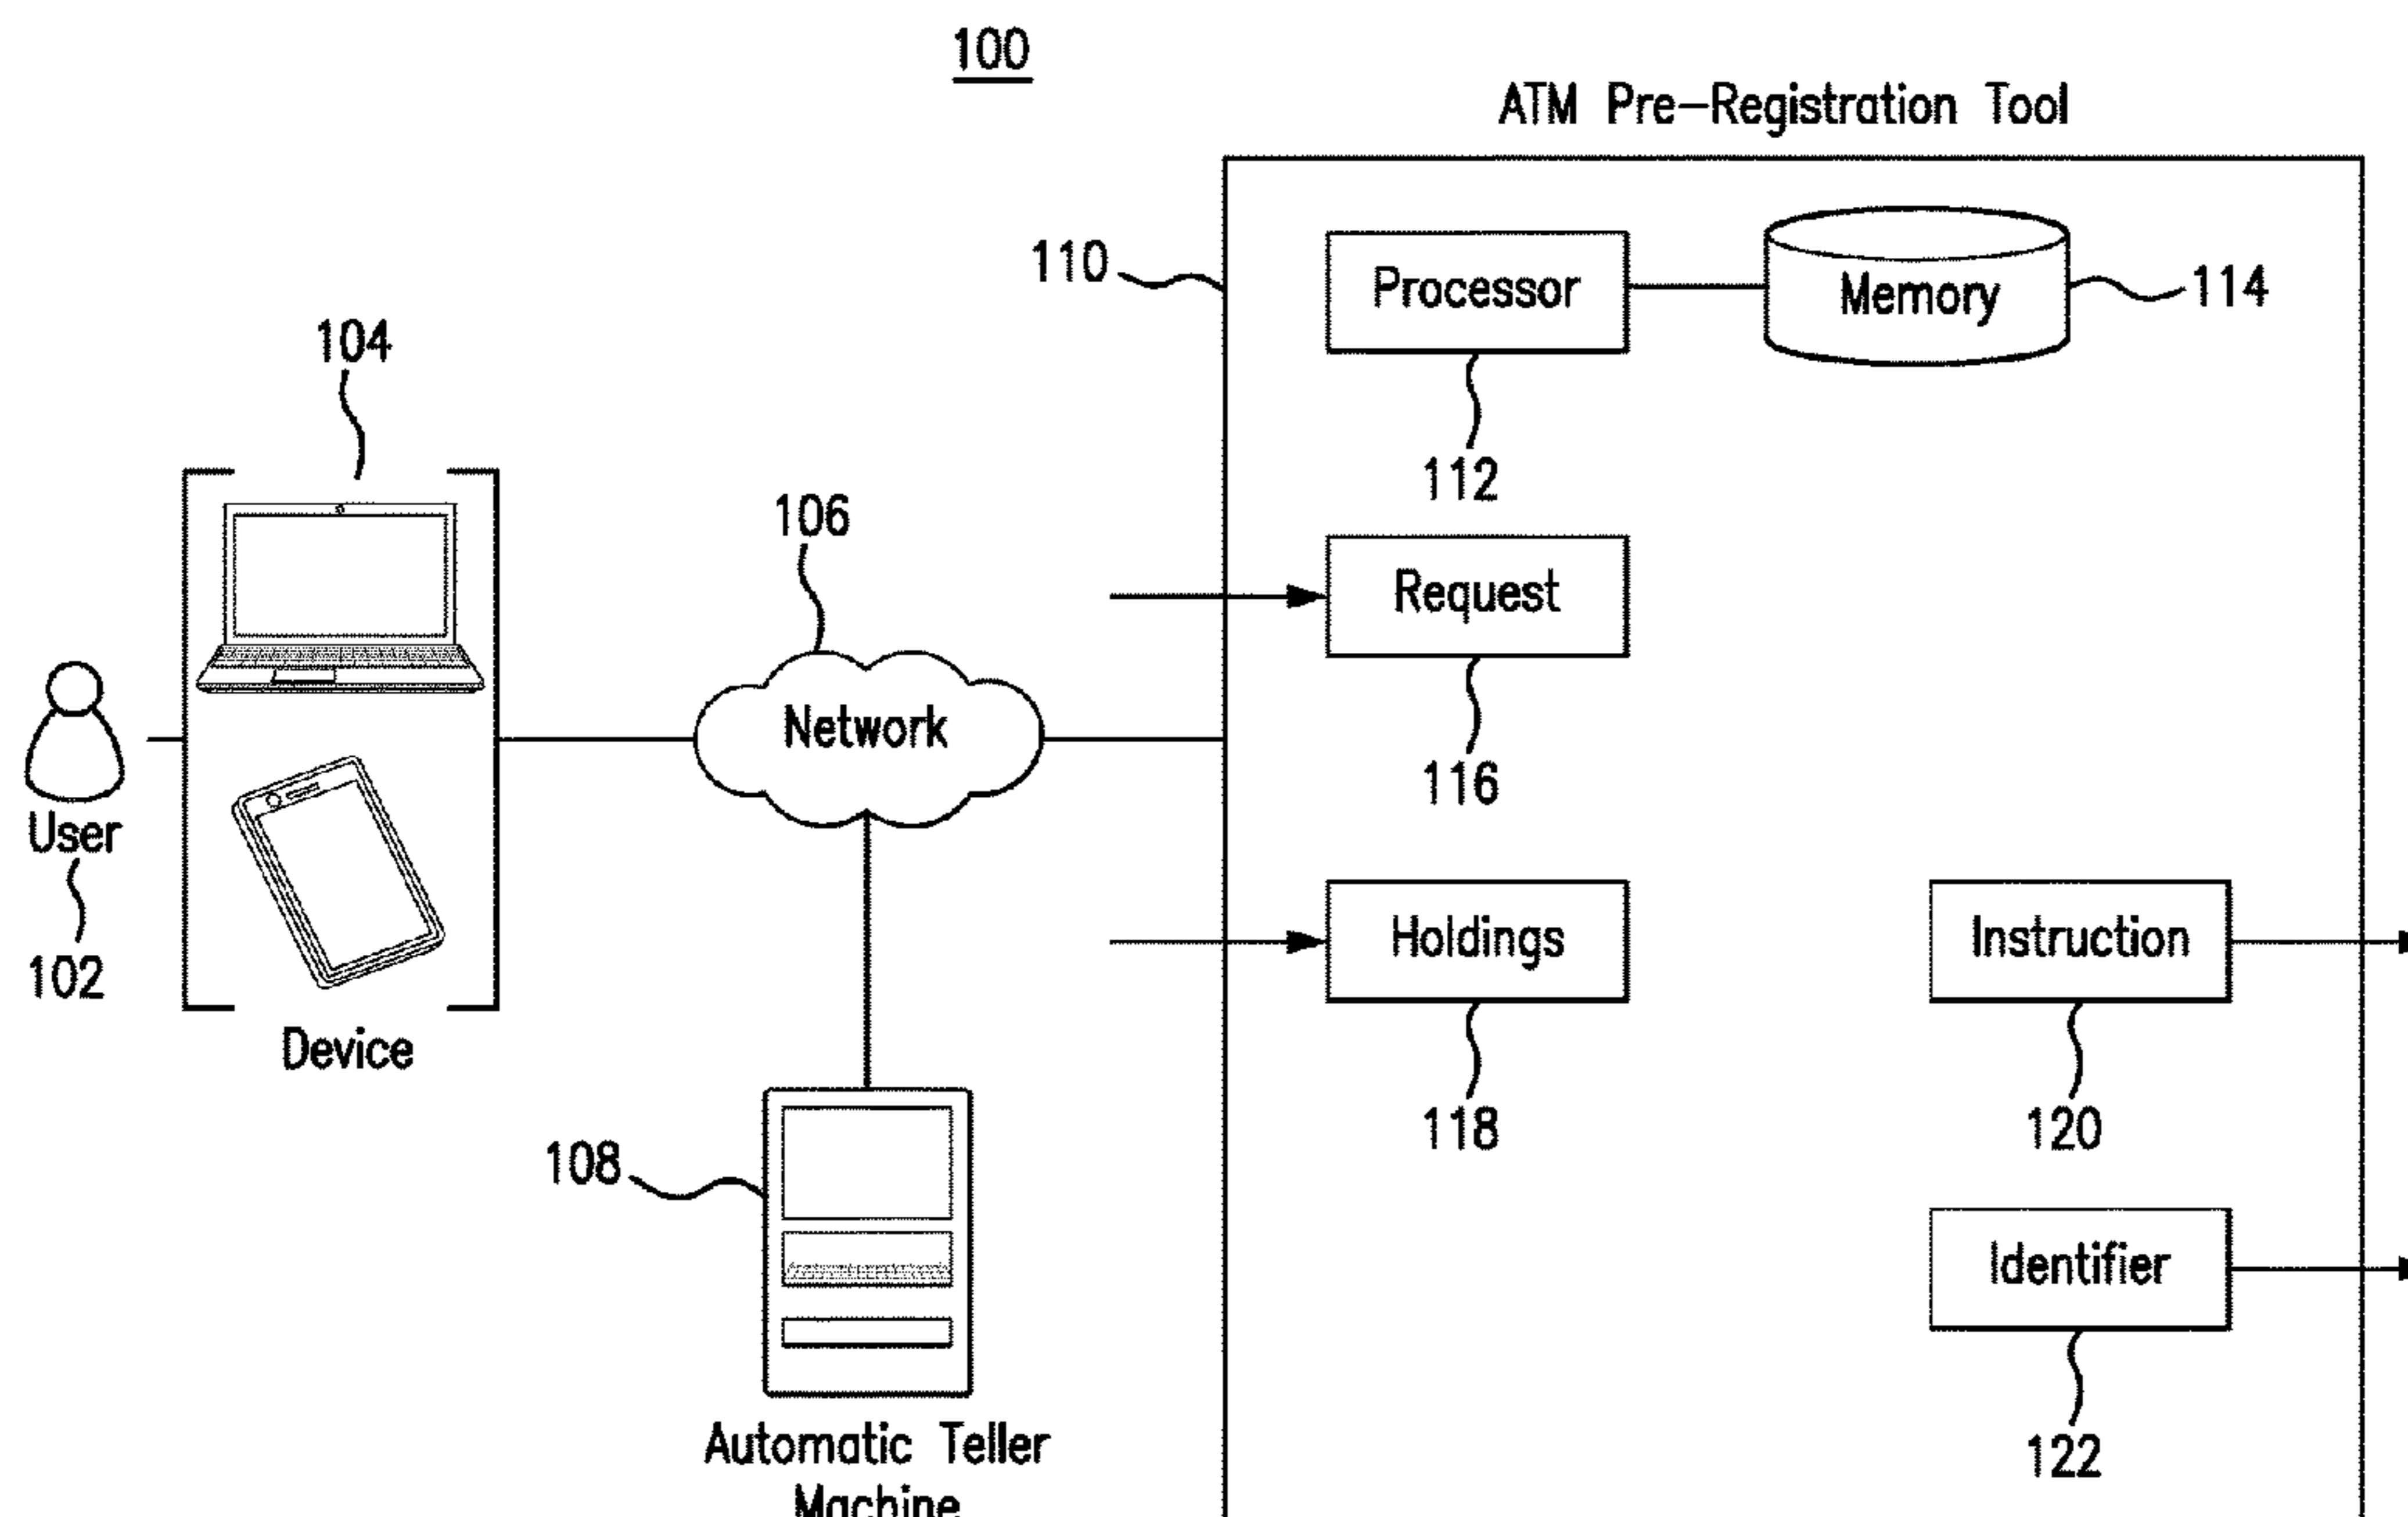 100
ATM Pre-Registration Tool
110
Processor
Memory
114
104
112
106
Request
116
Network
User
102
Device
Holdings
Instruction
118
120
108
Identifier
122
Automatic Teller
Machine